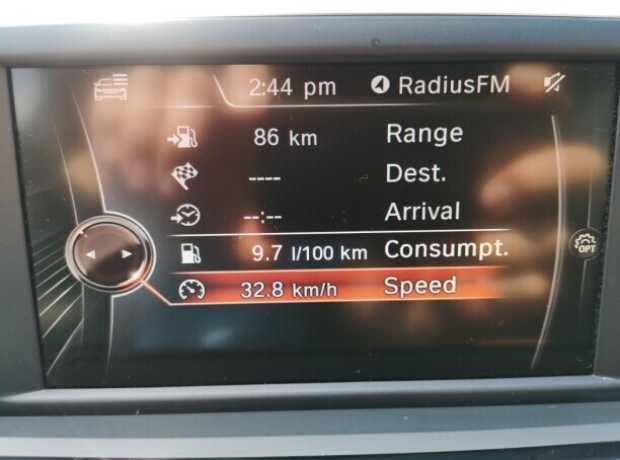 2:44 pm RadiusFM
86 km Range
---- Dest.
--:-- Arrival
9.7 l/100 km Consumpt.
OPT
32.8 km/h Speed